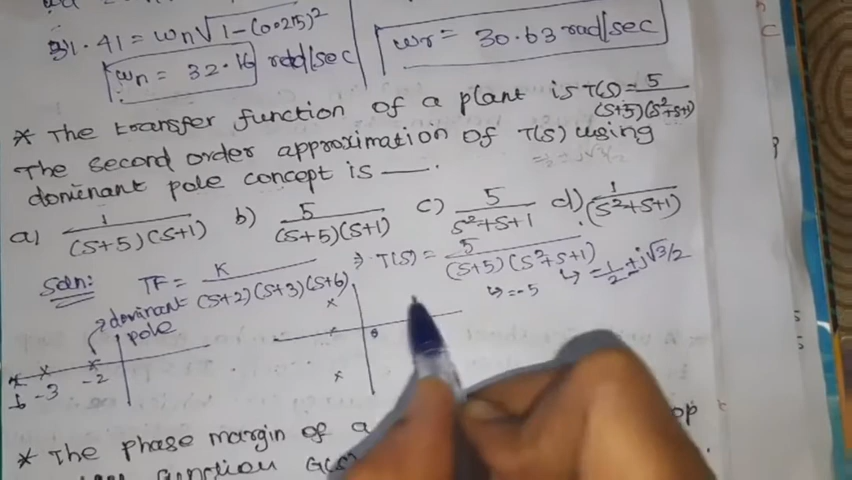 31.41 = ωn√1-(0.215)²
ωn = 32.16 rad/sec
ωr = 30.63 rad/sec
* The transfer function of a plant is T(s) = 5/(s+5)(s²+s+1)
The second order approximation of T(s) using
dominant pole concept is ___.
a) 1/(s+5)(s+1) b) 5/(s+5)(s+1) c) 5/s²+s+1 d) 1/(s²+s+1)
Soln: TF = K/(s+2)(s+3)(s+6) ⇒ T(s) = 5/(s+5)(s²+s+1)
↳ = -5 ↳ = -1/2 ± j√3/2
dominant
pole
-3 -2
* The phase margin of a
function G(s)